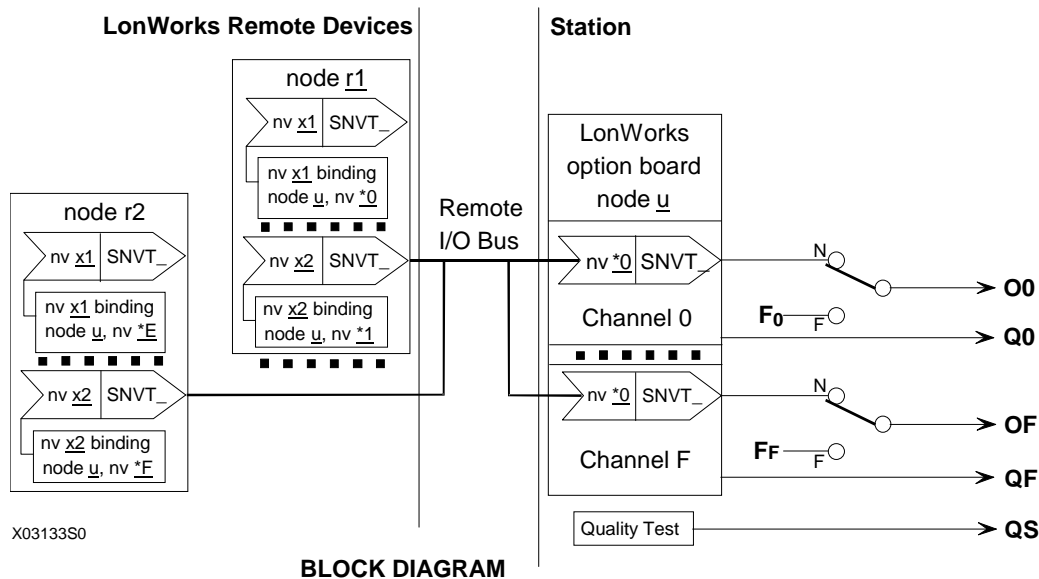 LonWorks Remote Devices
Station
node r1
nv x1 SNVT_
nv x1 binding
node u, nv *0
nv x2 SNVT_
nv x2 binding
node u, nv *1
node r2
nv x1 SNVT_
nv x1 binding
node u, nv *E
nv x2 SNVT_
nv x2 binding
node u, nv *F
Remote
I/O Bus
LonWorks
option board
node u
nv *0 SNVT_
Channel 0
nv *0 SNVT_
Channel F
N
F0
F
O0
Q0
N
FF
F
OF
QF
Quality Test
QS
X03133S0
BLOCK DIAGRAM